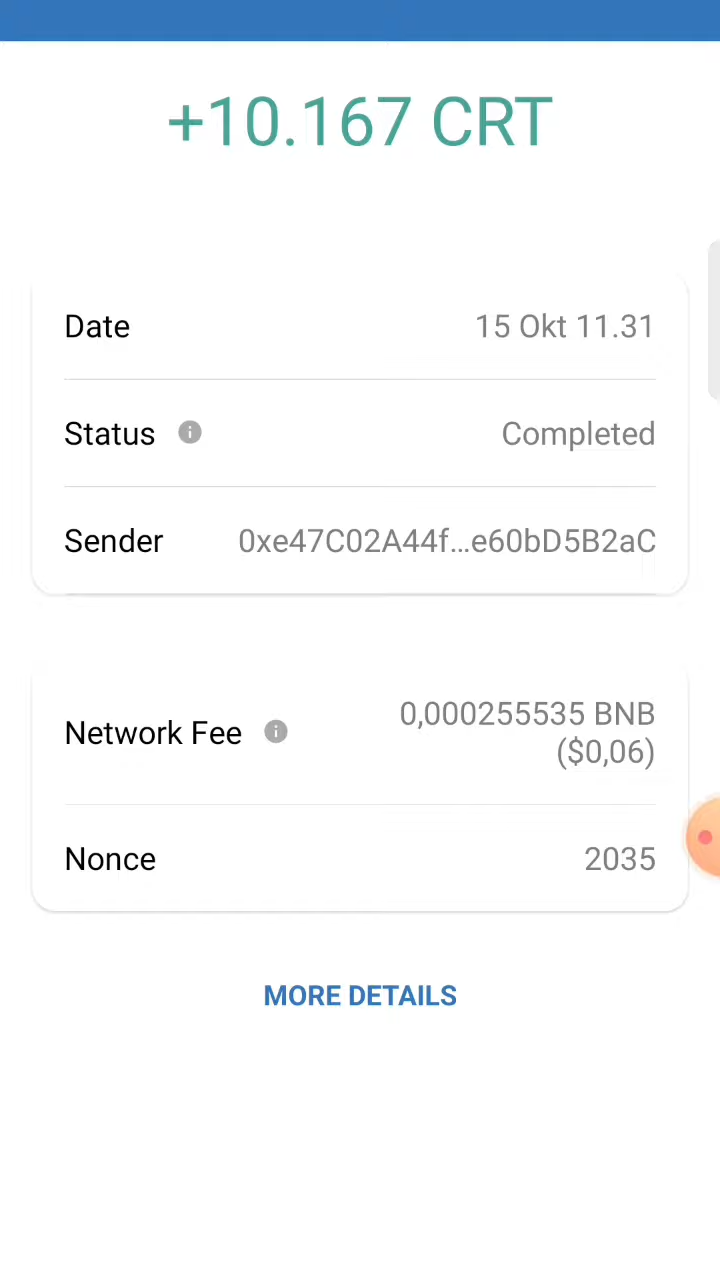 +10.167 CRT
Date 15 Okt 11.31
Status Completed
Sender 0xe47C02A44f...e60bD5B2aC
Network Fee 0,000255535 BNB
($0,06)
Nonce 2035
MORE DETAILS